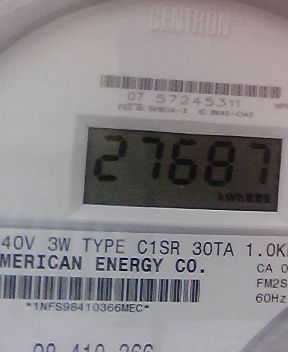 CENTRON
07 57245311
27687
kWh
40V 3W TYPE C1SR 30TA 1.0K
MERICAN ENERGY CO.
CA 0
FM2S
60Hz
*1NFS98410366MEC*